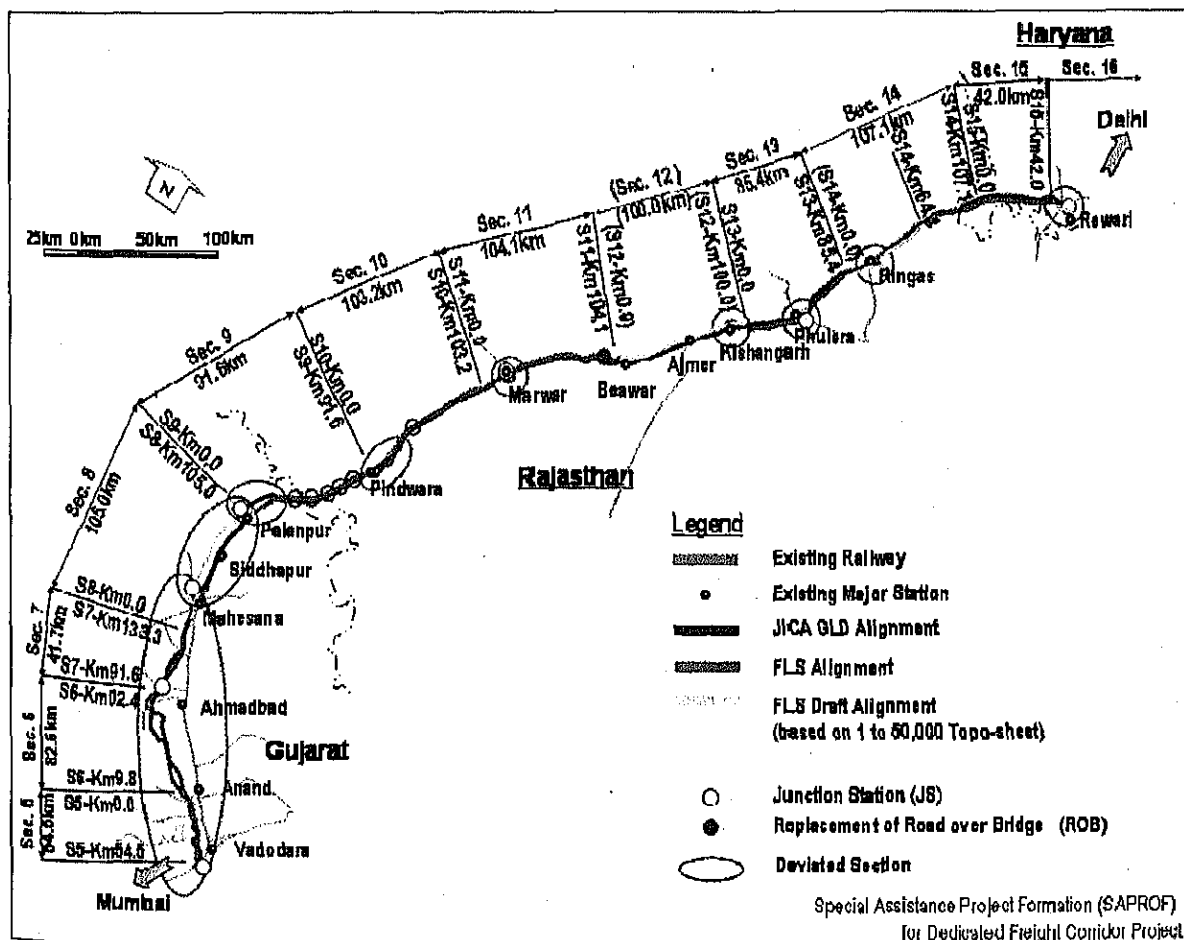 Haryana
Sec. 15
Sec. 16
42.0km
Sec. 14
107.1km
Delhi
Sec. 13
85.4km
(Sec. 12)
(100.0km)
Sec. 11
104.1km
Sec. 10
103.2km
Sec. 9
91.6km
Sec. 8
105.0km
Sec. 7
41.7km
Sec. 6
82.6km
Sec. 5
54.5km
N
25km 0km 50km 100km
S16-Km42.0
S15-Km0.0
(S14-Km0.0)
S13-Km85.4
S13-Km0.0
(S12-Km100.0)
(S12-Km0.0)
S11-Km104.1
S11-Km0.0
S10-Km103.2
S10-Km0.0
S9-Km91.6
S9-Km0.0
S8-Km105.0
S8-Km0.0
S7-Km133.3
S7-Km91.6
S6-Km92.4
S6-Km9.8
S5-Km0.0
S5-Km54.5
Rewari
Ringas
Phulera
Kishangarh
Ajmer
Beawar
Marwar
Pindwara
Rajasthan
Palanpur
Siddhapur
Mahesana
Ahmadbad
Gujarat
Anand
Vadodara
Mumbai
Legend
Existing Railway
Existing Major Station
JICA GLD Alignment
FLS Alignment
FLS Draft Alignment
(based on 1 to 50,000 Topo-sheet)
Junction Station (JS)
Replacement of Road over Bridge (ROB)
Deviated Section
Special Assistance Project Formation (SAPROF)
for Dedicated Freight Corridor Project